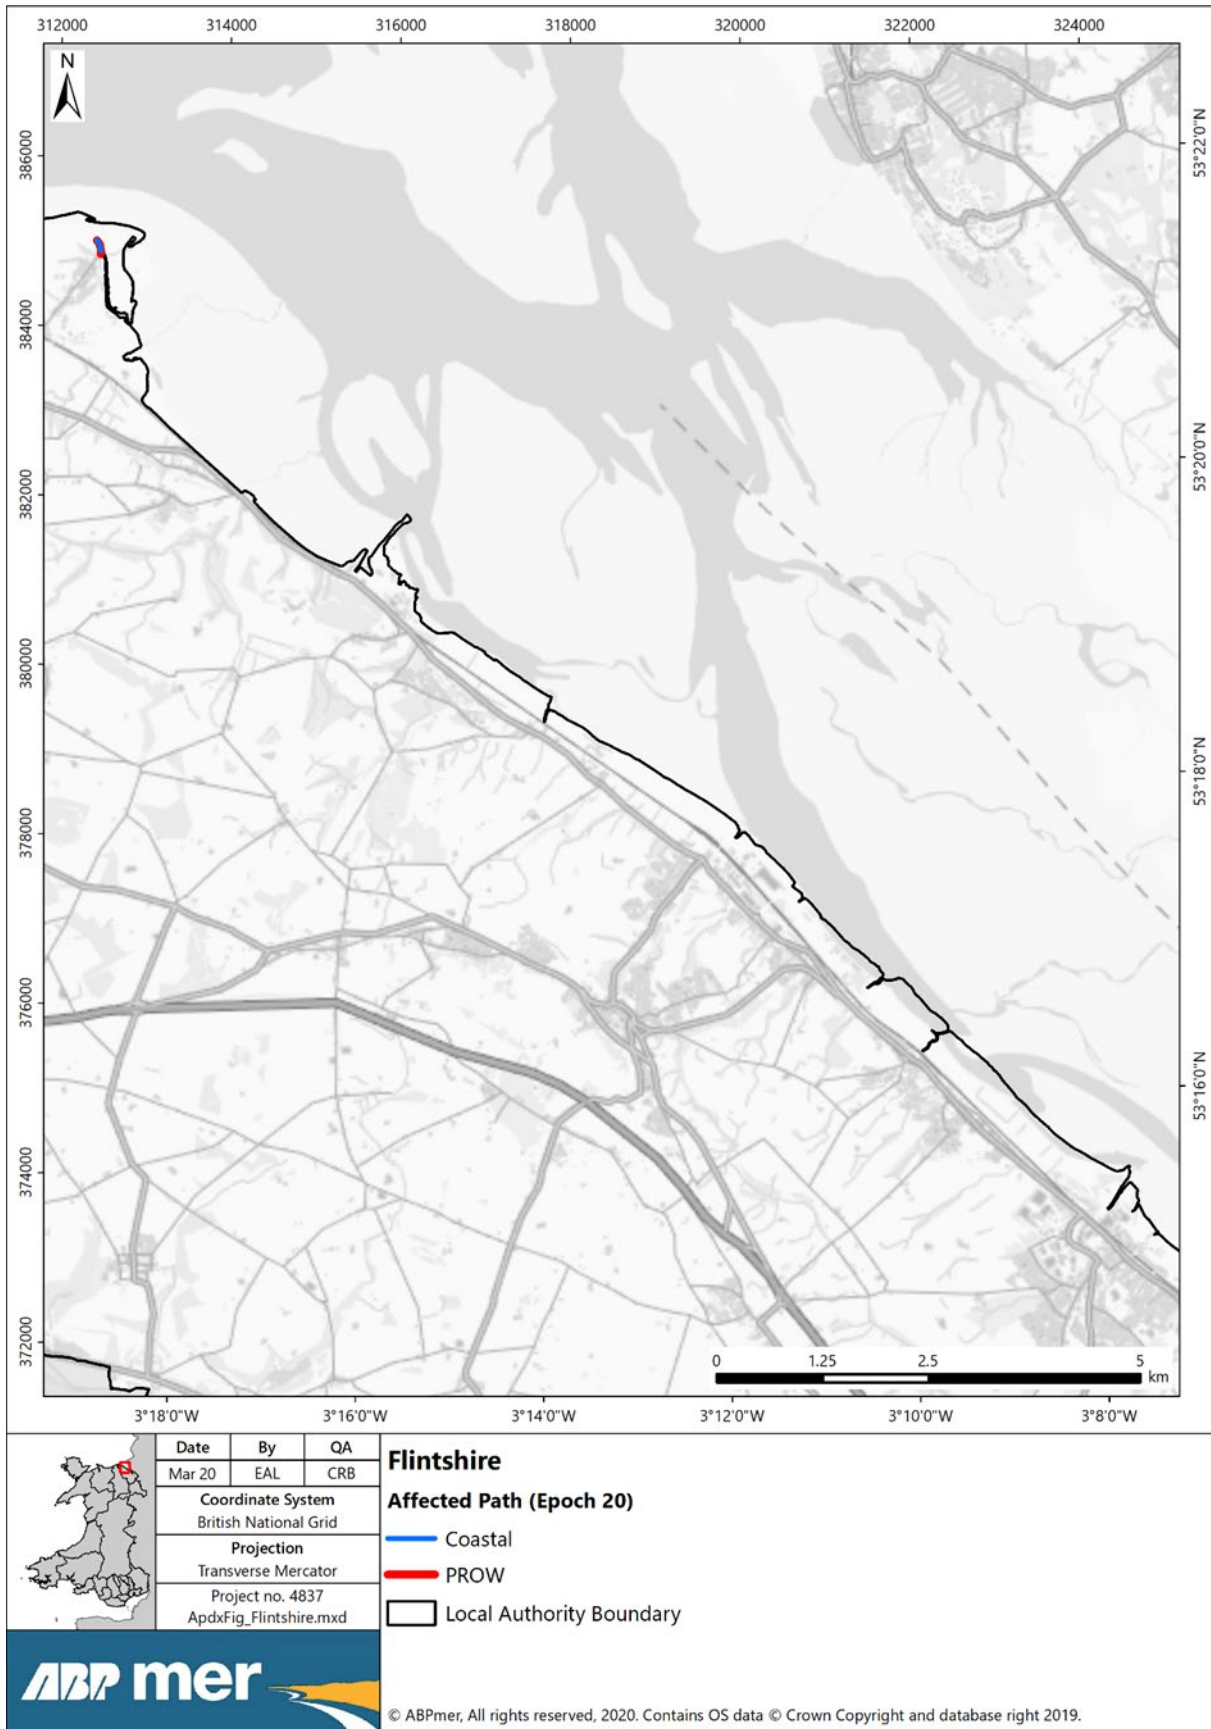 312000 314000 316000 318000 320000 322000 324000
N
386000
384000
382000
380000
378000
376000
374000
372000
53°22'0"N
53°20'0"N
53°18'0"N
53°16'0"N
0 1.25 2.5 5
km
3°18'0"W 3°16'0"W 3°14'0"W 3°12'0"W 3°10'0"W 3°8'0"W
Date By QA
Mar 20 EAL CRB
Coordinate System
British National Grid
Projection
Transverse Mercator
Project no. 4837
ApdxFig_Flintshire.mxd
ABPmer
Flintshire
Affected Path (Epoch 20)
Coastal
PROW
Local Authority Boundary
© ABPmer, All rights reserved, 2020. Contains OS data © Crown Copyright and database right 2019.